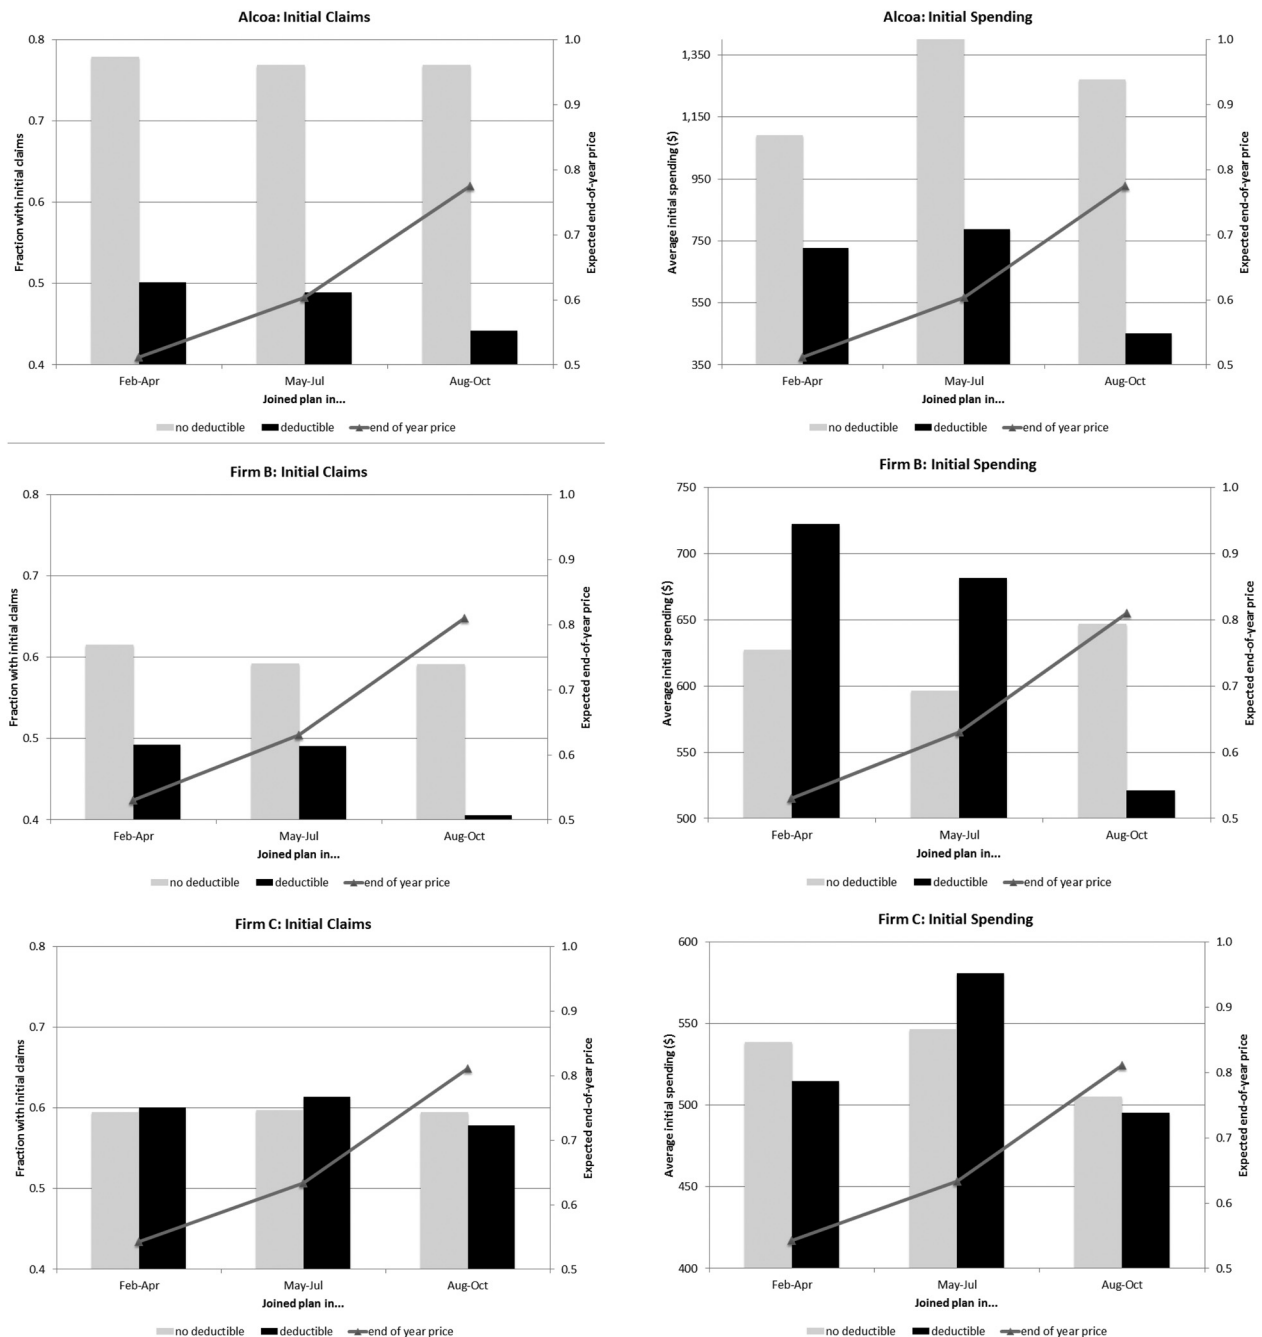 Alcoa: Initial Claims
0.8
0.7
0.6
0.5
0.4
Fraction with initial claims
1.0
0.9
0.8
0.7
0.6
0.5
Expected end-of-year price
Feb-Apr May-Jul Aug-Oct
Joined plan in...
no deductible deductible end of year price
Alcoa: Initial Spending
1,350
1,150
950
750
550
350
Average initial spending ($)
1.0
0.9
0.8
0.7
0.6
0.5
Expected end-of-year price
Feb-Apr May-Jul Aug-Oct
Joined plan in...
no deductible deductible end of year price
Firm B: Initial Claims
0.8
0.7
0.6
0.5
0.4
Fraction with initial claims
1.0
0.9
0.8
0.7
0.6
0.5
Expected end-of-year price
Feb-Apr May-Jul Aug-Oct
Joined plan in...
no deductible deductible end of year price
Firm B: Initial Spending
750
700
650
600
550
500
Average initial spending ($)
1.0
0.9
0.8
0.7
0.6
0.5
Expected end-of-year price
Feb-Apr May-Jul Aug-Oct
Joined plan in...
no deductible deductible end of year price
Firm C: Initial Claims
0.8
0.7
0.6
0.5
0.4
Fraction with initial claims
1.0
0.9
0.8
0.7
0.6
0.5
Expected end-of-year price
Feb-Apr May-Jul Aug-Oct
Joined plan in...
no deductible deductible end of year price
Firm C: Initial Spending
600
550
500
450
400
Average initial spending ($)
1.0
0.9
0.8
0.7
0.6
0.5
Expected end-of-year price
Feb-Apr May-Jul Aug-Oct
Joined plan in...
no deductible deductible end of year price